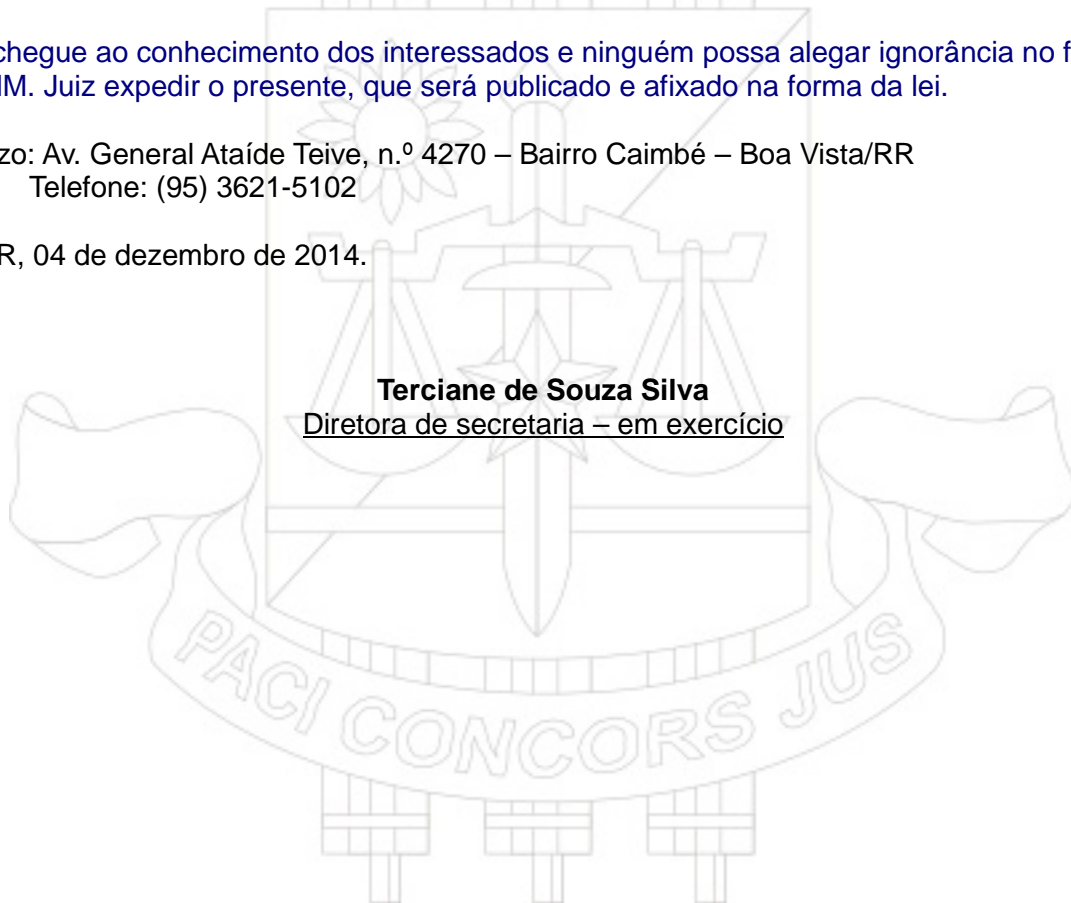 chegue ao conhecimento dos interessados e ninguém possa alegar ignorância no f
MM. Juiz expedir o presente, que será publicado e afixado na forma da lei.
zo: Av. General Ataíde Teive, n.º 4270 – Bairro Caimbé – Boa Vista/RR
Telefone: (95) 3621-5102
R, 04 de dezembro de 2014.
Terciane de Souza Silva
Diretora de secretaria – em exercício
PACI CONCORS JUS